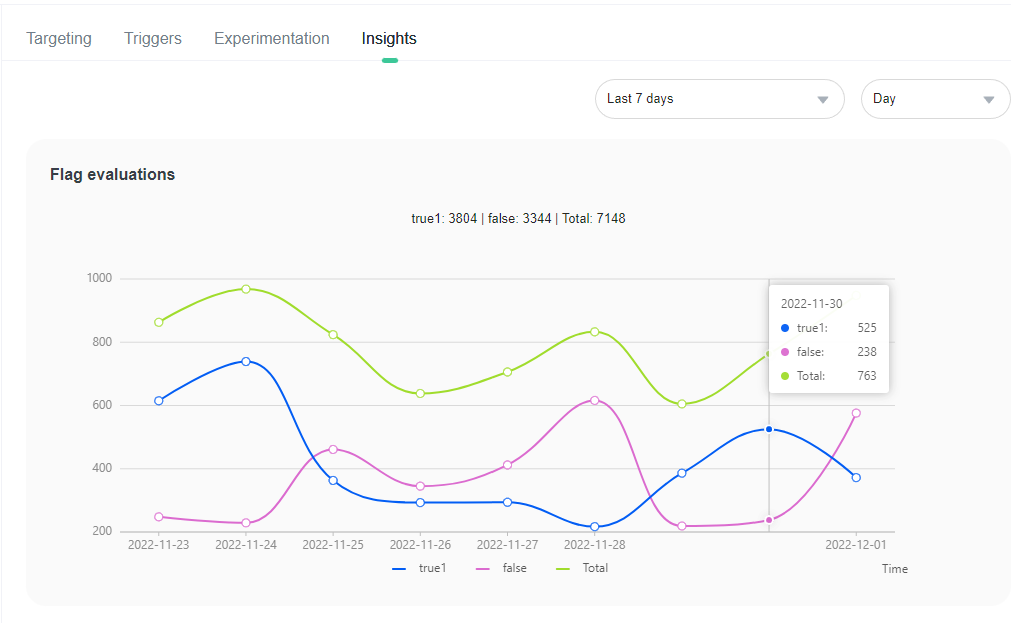 Targeting Triggers Experimentation Insights
Last 7 days Day
Flag evaluations
true1: 3804 | false: 3344 | Total: 7148
1000
800
600
400
200
2022-11-30
true1: 525
false: 238
Total: 763
2022-11-23 2022-11-24 2022-11-25 2022-11-26 2022-11-27 2022-11-28 2022-12-01
true1 false Total
Time